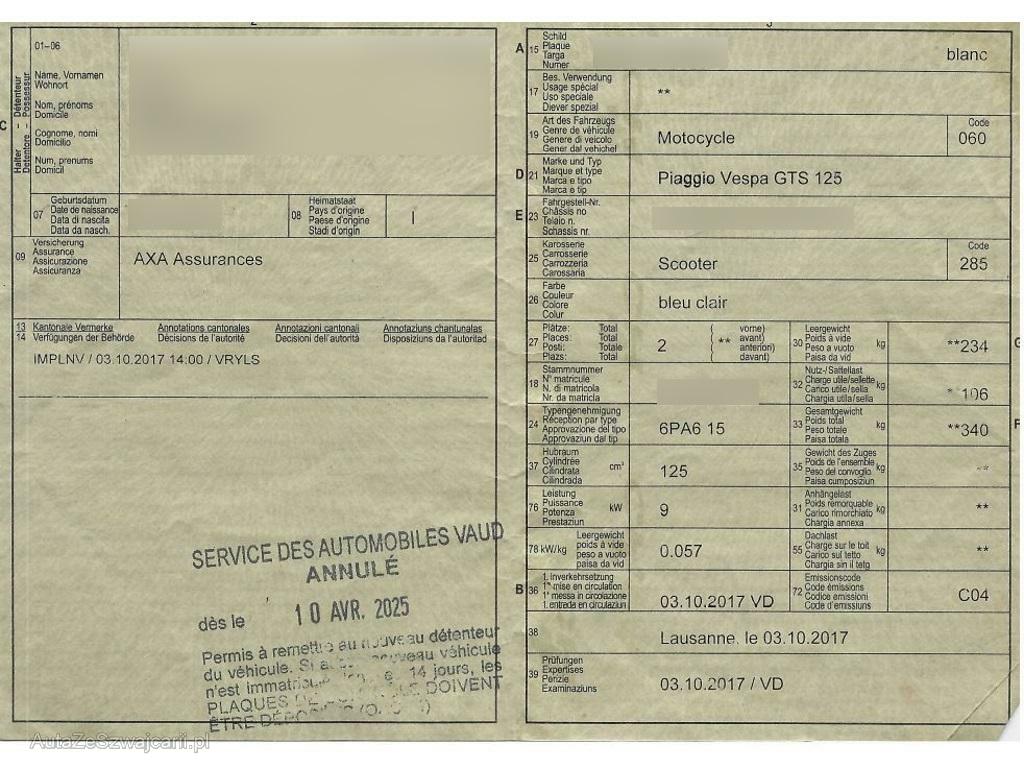 2
3
01–06
Name, Vornamen
Wohnort
Nom, prénoms
Domicile
Cognome, nomi
Domicilio
Num, prenums
Domicil
C
Halter – Détenteur
Detentore – Possessur
07
Geburtsdatum
Date de naissance
Data di nascita
Data da nasch.
08
Heimatstaat
Pays d'origine
Paese d'origine
Stadi d'origin
I
09
Versicherung
Assurance
Assicurazione
Assicuranza
AXA Assurances
13 Kantonale Vermerke Annotations cantonales Annotazioni cantonali Annotaziuns chantunalas
14 Verfügungen der Behörde Décisions de l'autorité Decisioni dell'autorità Disposiziuns da l'autoritad
IMPLNV / 03.10.2017 14:00 / VRYLS
SERVICE DES AUTOMOBILES VAUD
ANNULÉ
dès le 10 AVR. 2025
Permis à remettre au nouveau détenteur
du véhicule. Si nouveau véhicule
n'est 14 jours, les
PLAQUES DOIVENT
ÊTRE
A 15
Schild
Plaque
Targa
Numer
blanc
17
Bes. Verwendung
Usage spécial
Uso speciale
Diever spezial
**
19
Art des Fahrzeugs
Genre de véhicule
Genere di veicolo
Gener dal vehichel
Motocycle
Code
060
D 21
Marke und Typ
Marque et type
Marca e tipo
Marca e tip
Piaggio Vespa GTS 125
E 23
Fahrgestell-Nr.
Châssis no
Telaio n.
Schassis nr.
25
Karosserie
Carrosserie
Carrozzeria
Carossaria
Scooter
Code
285
26
Farbe
Couleur
Colore
Colur
bleu clair
27
Plätze: Total
Places: Total
Posti: Totale
Plazs: Total
2
( vorne)
( ** avant)
( anteriori)
( davant)
30
Leergewicht
Poids à vide
Peso a vuoto
Paisa da vid
kg
**234
G
18
Stammnummer
N° matricule
N. di matricola
Nr. da matricla
32
Nutz-/Sattellast
Charge utile/sellette
Carico utile/sella
Chargia utila/sella
kg
* 106
24
Typengenehmigung
Réception par type
Approvazione del tipo
Approvaziun dal tip
6PA6 15
33
Gesamtgewicht
Poids total
Peso totale
Paisa totala
kg
**340
F
37
Hubraum
Cylindrée
Cilindrata
Cilindrada
cm³
125
35
Gewicht des Zuges
Poids de l'ensemble
Peso del convoglio
Paisa cumposiziun
kg
**
76
Leistung
Puissance
Potenza
Prestaziun
kW
9
31
Anhängelast
Poids remorquable
Carico rimorchiato
Chargia annexa
kg
**
78 kW/kg
Leergewicht
poids à vide
peso a vuoto
paisa da vid
0.057
55
Dachlast
Charge sur le toit
Carico sul tetto
Chargia sin il tetg
kg
**
B 36
1. Inverkehrsetzung
1re mise en circulation
1a messa in circolazione
1. entrada en circulaziun
03.10.2017 VD
72
Emissionscode
Code émissions
Codice emissioni
Code d'emissiuns
C04
38
Lausanne, le 03.10.2017
39
Prüfungen
Expertises
Perizie
Examinaziuns
03.10.2017 / VD
AutaZeSzwajcarii.pl